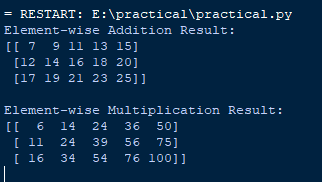 = RESTART: E:\practical\practical.py
Element-wise Addition Result:
[[ 7  9 11 13 15]
 [12 14 16 18 20]
 [17 19 21 23 25]]

Element-wise Multiplication Result:
[[  6  14  24  36  50]
 [ 11  24  39  56  75]
 [ 16  34  54  76 100]]